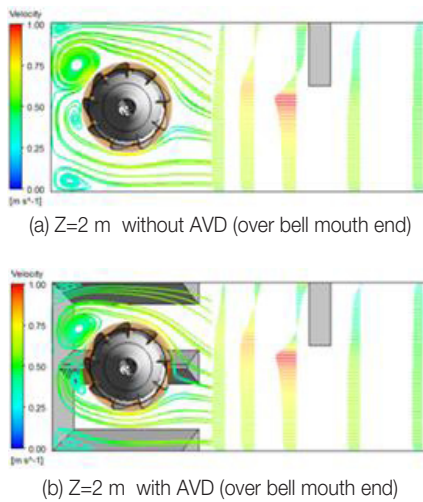 Velocity
1.00
0.75
0.50
0.25
0.00
[m s^-1]
(a) Z=2 m without AVD (over bell mouth end)
Velocity
1.00
0.75
0.50
0.25
0.00
[m s^-1]
(b) Z=2 m with AVD (over bell mouth end)